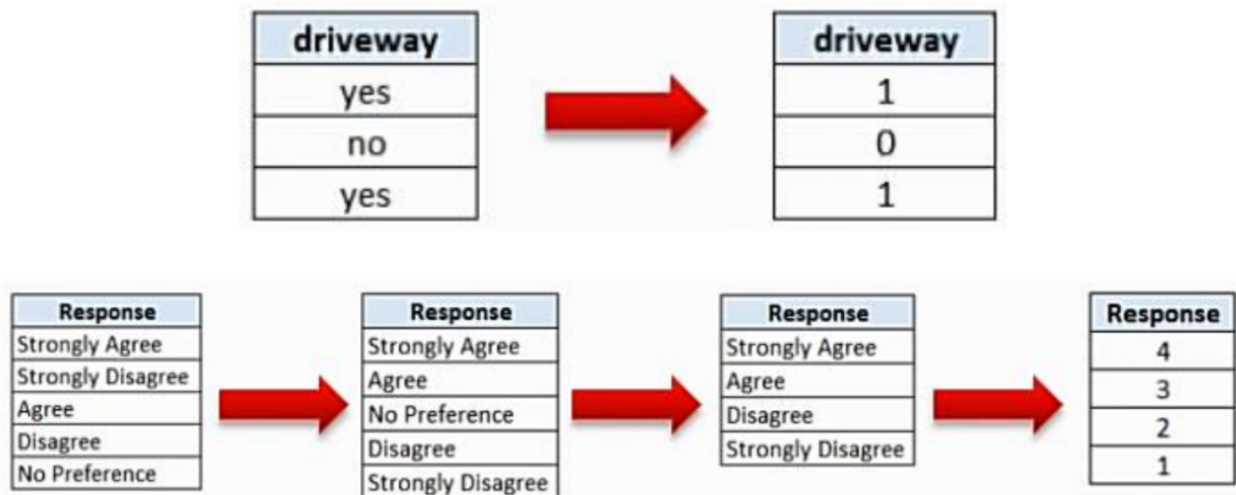 driveway
yes
no
yes
driveway
1
0
1
Response
Strongly Agree
Strongly Disagree
Agree
Disagree
No Preference
Response
Strongly Agree
Agree
No Preference
Disagree
Strongly Disagree
Response
Strongly Agree
Agree
Disagree
Strongly Disagree
Response
4
3
2
1